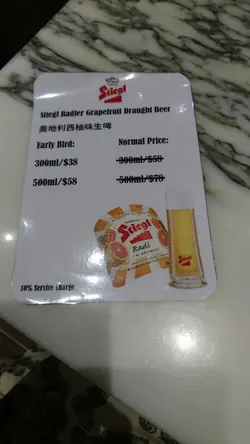 Stiegl
Stiegl Radler Grapefruit Draught Beer
奧地利西柚味生啤
Early Bird: Normal Price:
300ml/$38 300ml/$58
500ml/$58 500ml/$78
Stiegl
Radl
Stiegl
10% Service Charge